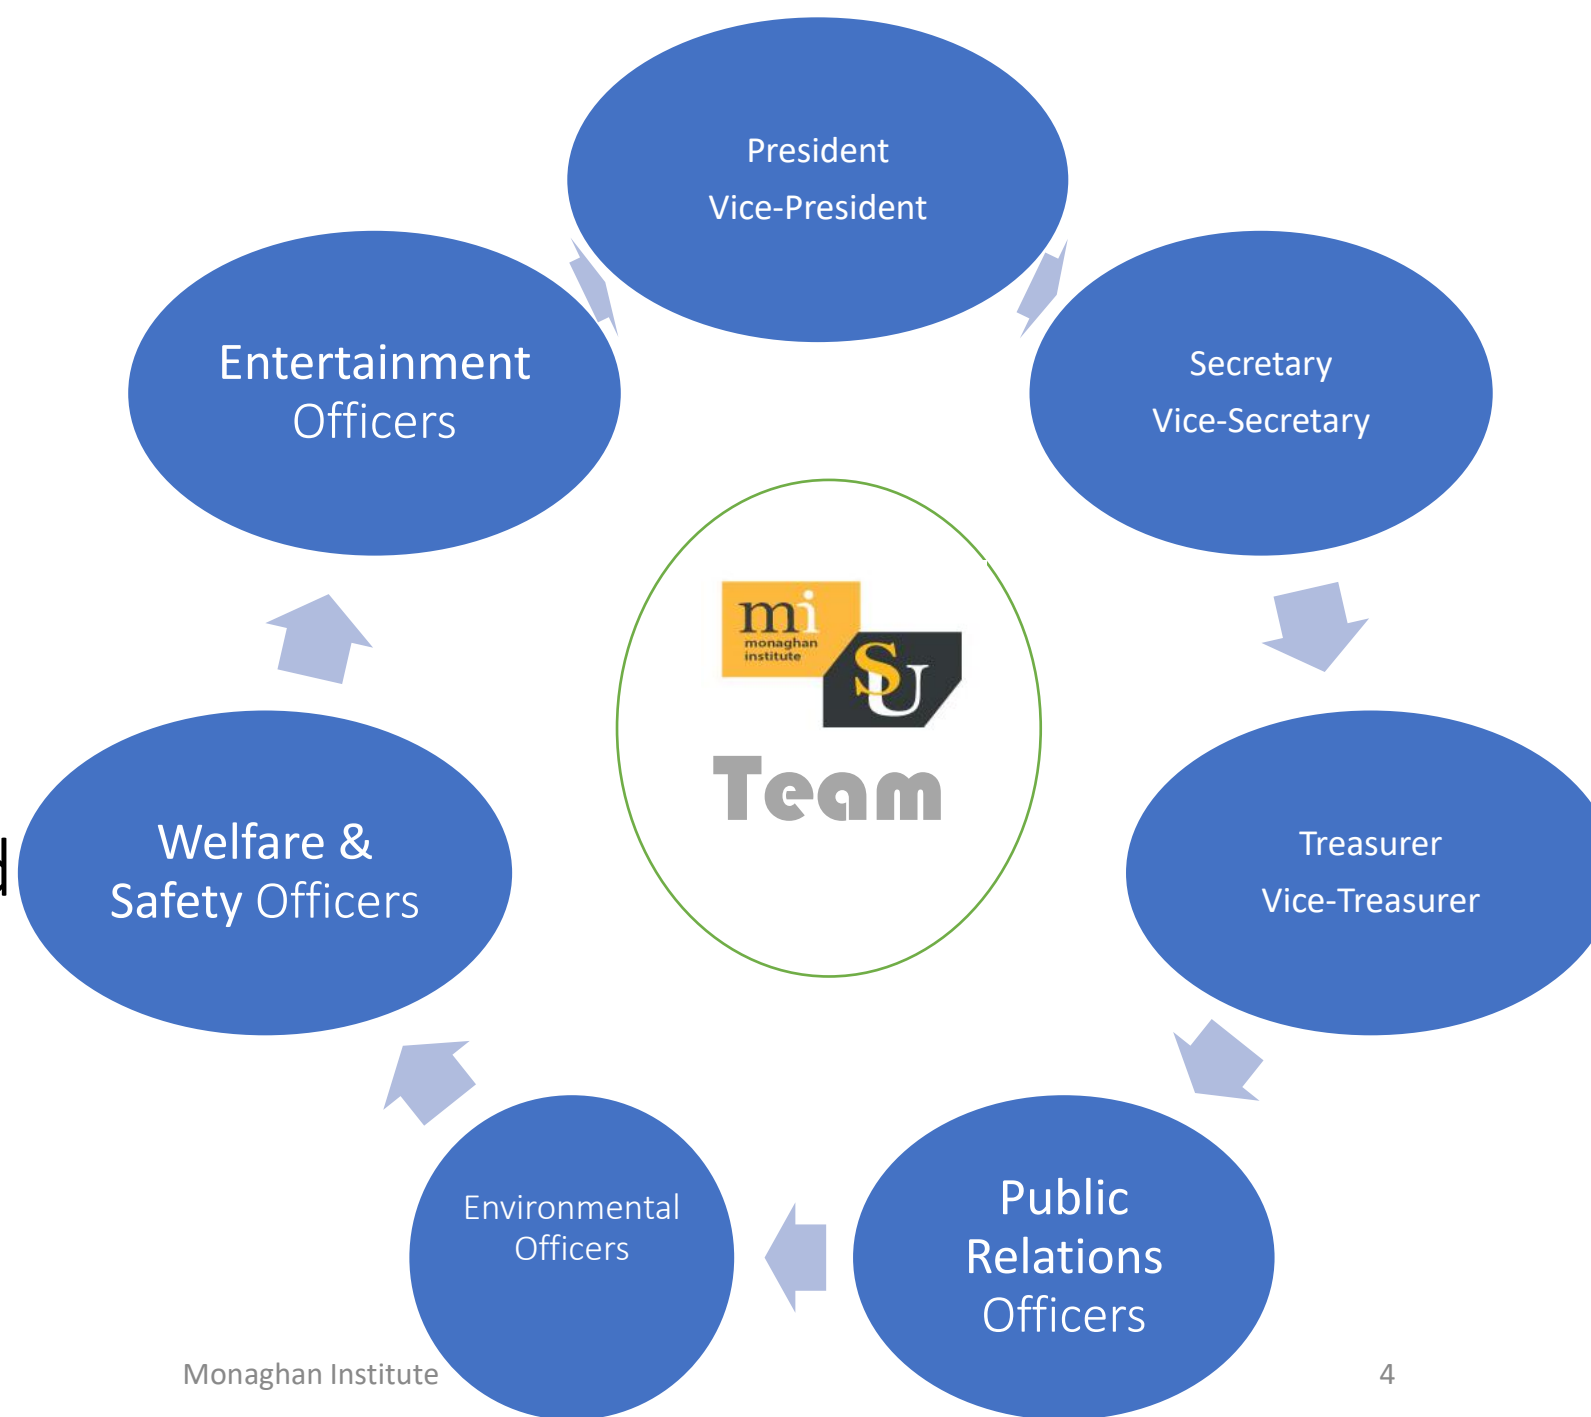 President
Vice-President
Secretary
Vice-Secretary
Treasurer
Vice-Treasurer
Public
Relations
Officers
Environmental
Officers
Welfare &
Safety Officers
Entertainment
Officers
mi
monaghan
institute
SU
Team
d
Monaghan Institute
4